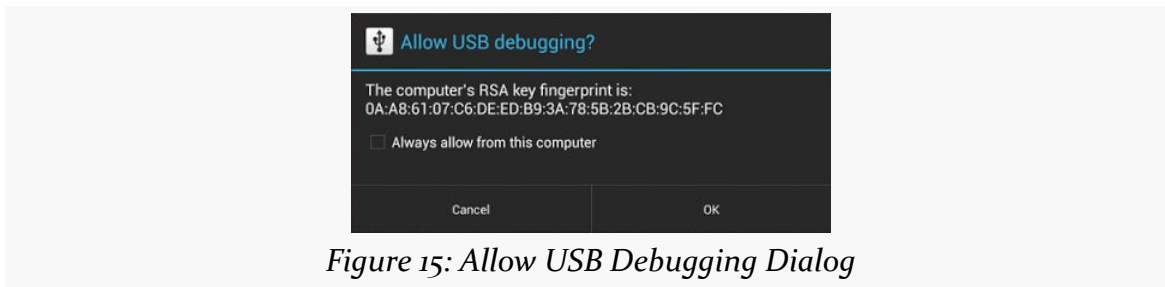 Allow USB debugging?
The computer's RSA key fingerprint is:
0A:A8:61:07:C6:DE:ED:B9:3A:78:5B:2B:CB:9C:5F:FC
Always allow from this computer
Cancel OK
Figure 15: Allow USB Debugging Dialog